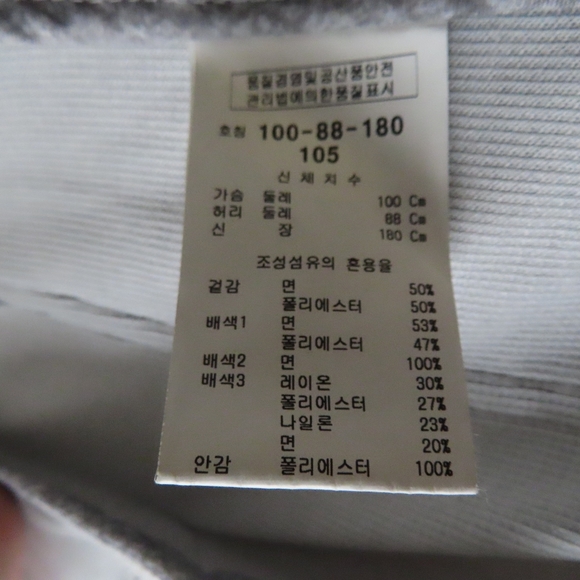 품질경영및공산품안전
관리법에의한품질표시
호칭 100-88-180
105
신체치수
가슴 둘레 100 Cm
허리 둘레 88 Cm
신 장 180 Cm
조성섬유의 혼용율
겉감 면 50%
폴리에스터 50%
배색1 면 53%
폴리에스터 47%
배색2 면 100%
배색3 레이온 30%
폴리에스터 27%
나일론 23%
면 20%
안감 폴리에스터 100%